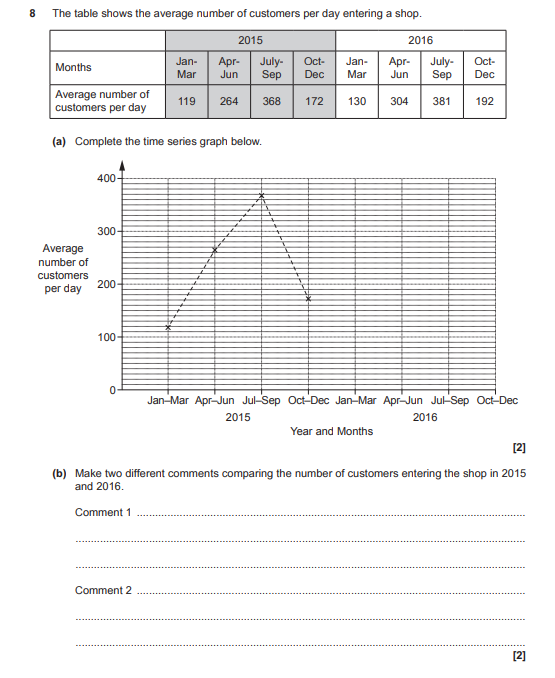 8 The table shows the average number of customers per day entering a shop.
2015 2016
Months Jan-Mar Apr-Jun July-Sep Oct-Dec Jan-Mar Apr-Jun July-Sep Oct-Dec
Average number of customers per day 119 264 368 172 130 304 381 192
(a) Complete the time series graph below.
400
300
Average
number of
customers
per day
200
100
0
Jan–Mar Apr–Jun Jul–Sep Oct–Dec Jan–Mar Apr–Jun Jul–Sep Oct–Dec
2015 2016
Year and Months
[2]
(b) Make two different comments comparing the number of customers entering the shop in 2015
and 2016.
Comment 1
Comment 2
[2]